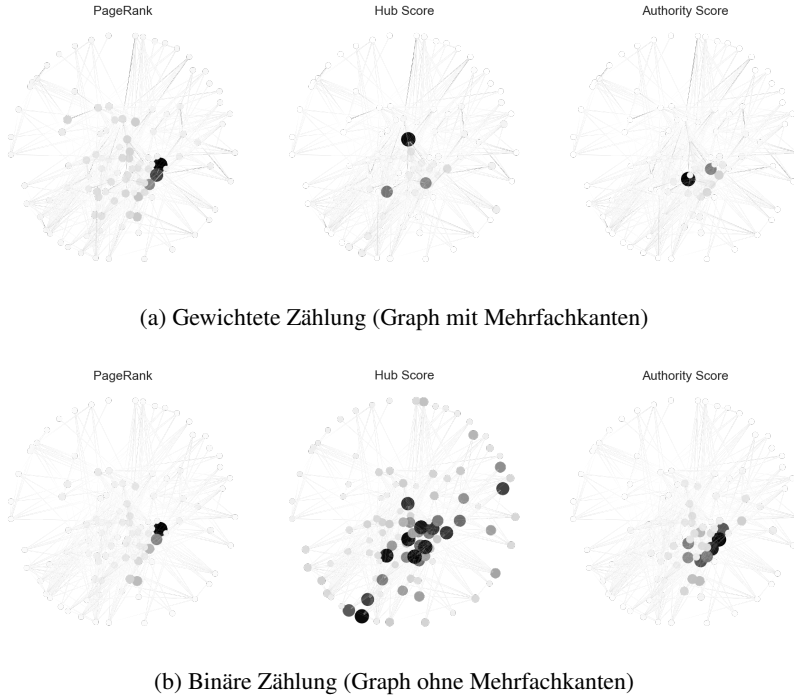 PageRank
Hub Score
Authority Score
(a) Gewichtete Zählung (Graph mit Mehrfachkanten)
PageRank
Hub Score
Authority Score
(b) Binäre Zählung (Graph ohne Mehrfachkanten)